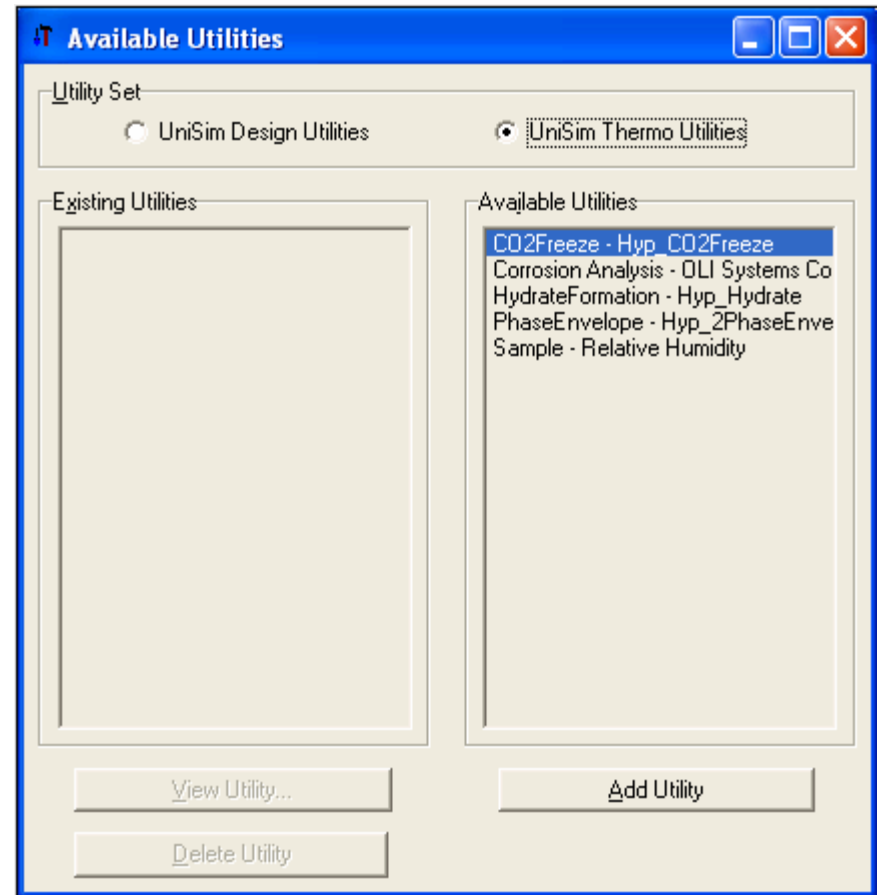 Available Utilities
Utility Set
UniSim Design Utilities
UniSim Thermo Utilities
Existing Utilities
Available Utilities
CO2Freeze - Hyp_CO2Freeze
Corrosion Analysis - OLI Systems Co
HydrateFormation - Hyp_Hydrate
PhaseEnvelope - Hyp_2PhaseEnve
Sample - Relative Humidity
View Utility...
Add Utility
Delete Utility